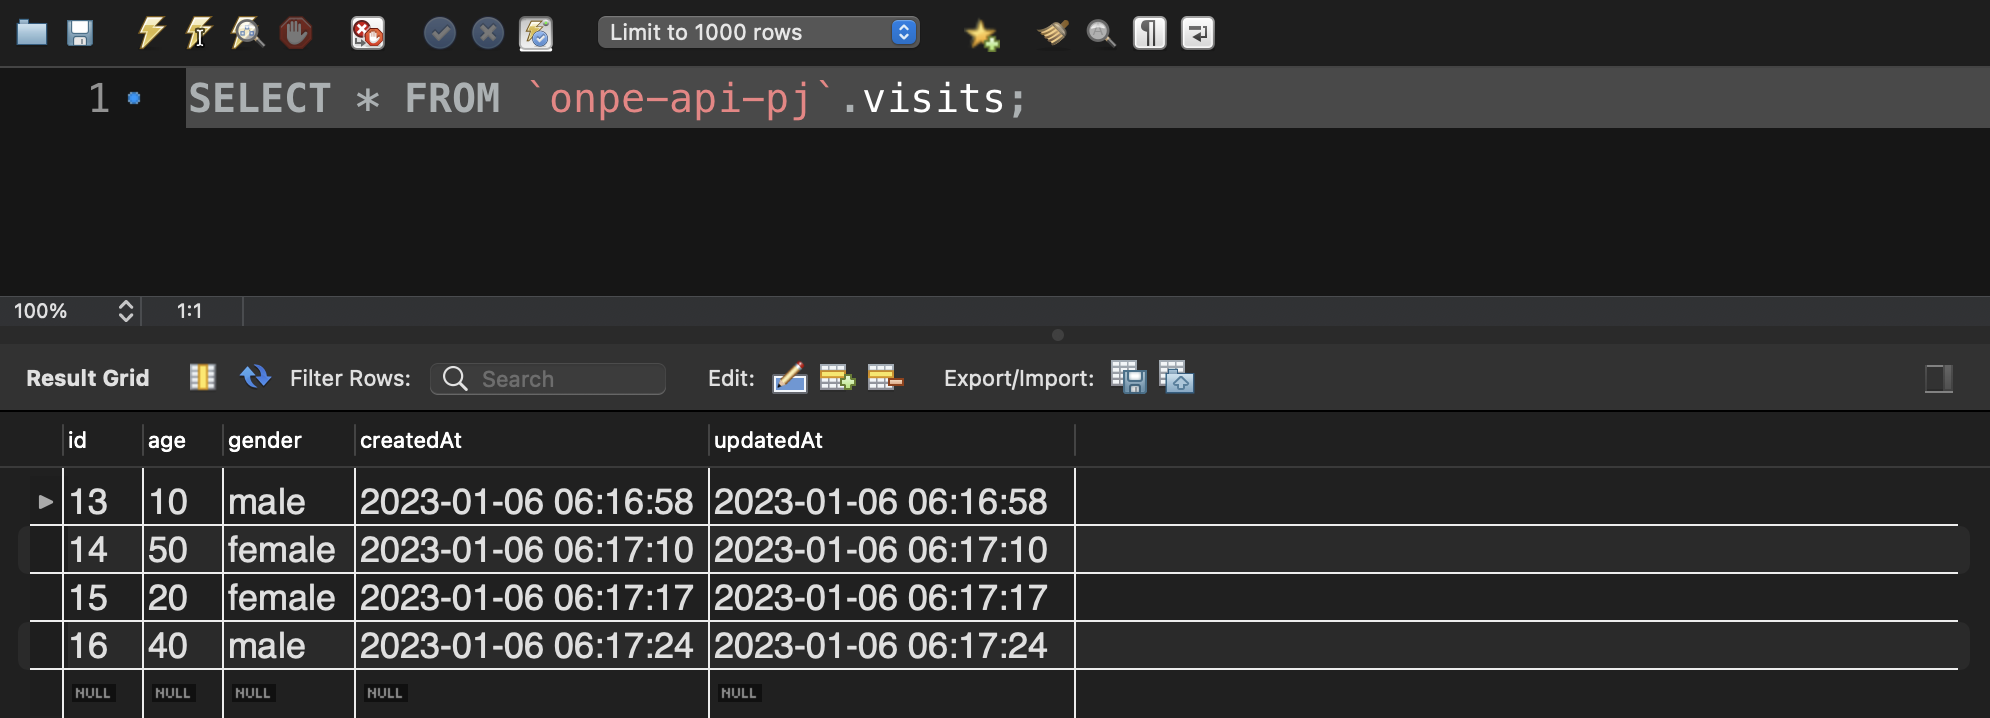 Limit to 1000 rows
1 SELECT * FROM `onpe-api-pj`.visits;
100% 1:1
Result Grid Filter Rows: Search Edit: Export/Import:
id age gender createdAt updatedAt
13 10 male 2023-01-06 06:16:58 2023-01-06 06:16:58
14 50 female 2023-01-06 06:17:10 2023-01-06 06:17:10
15 20 female 2023-01-06 06:17:17 2023-01-06 06:17:17
16 40 male 2023-01-06 06:17:24 2023-01-06 06:17:24
NULL NULL NULL NULL NULL